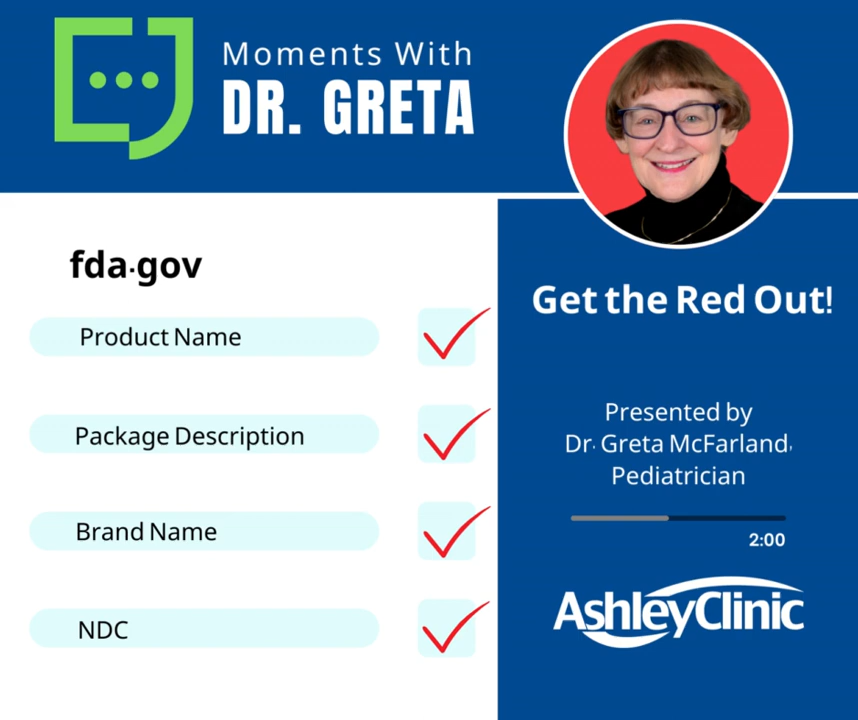 Moments With
DR. GRETA
fda.gov
Product Name
Package Description
Brand Name
NDC
Get the Red Out!
Presented by
Dr. Greta McFarland,
Pediatrician
2:00
AshleyClinic